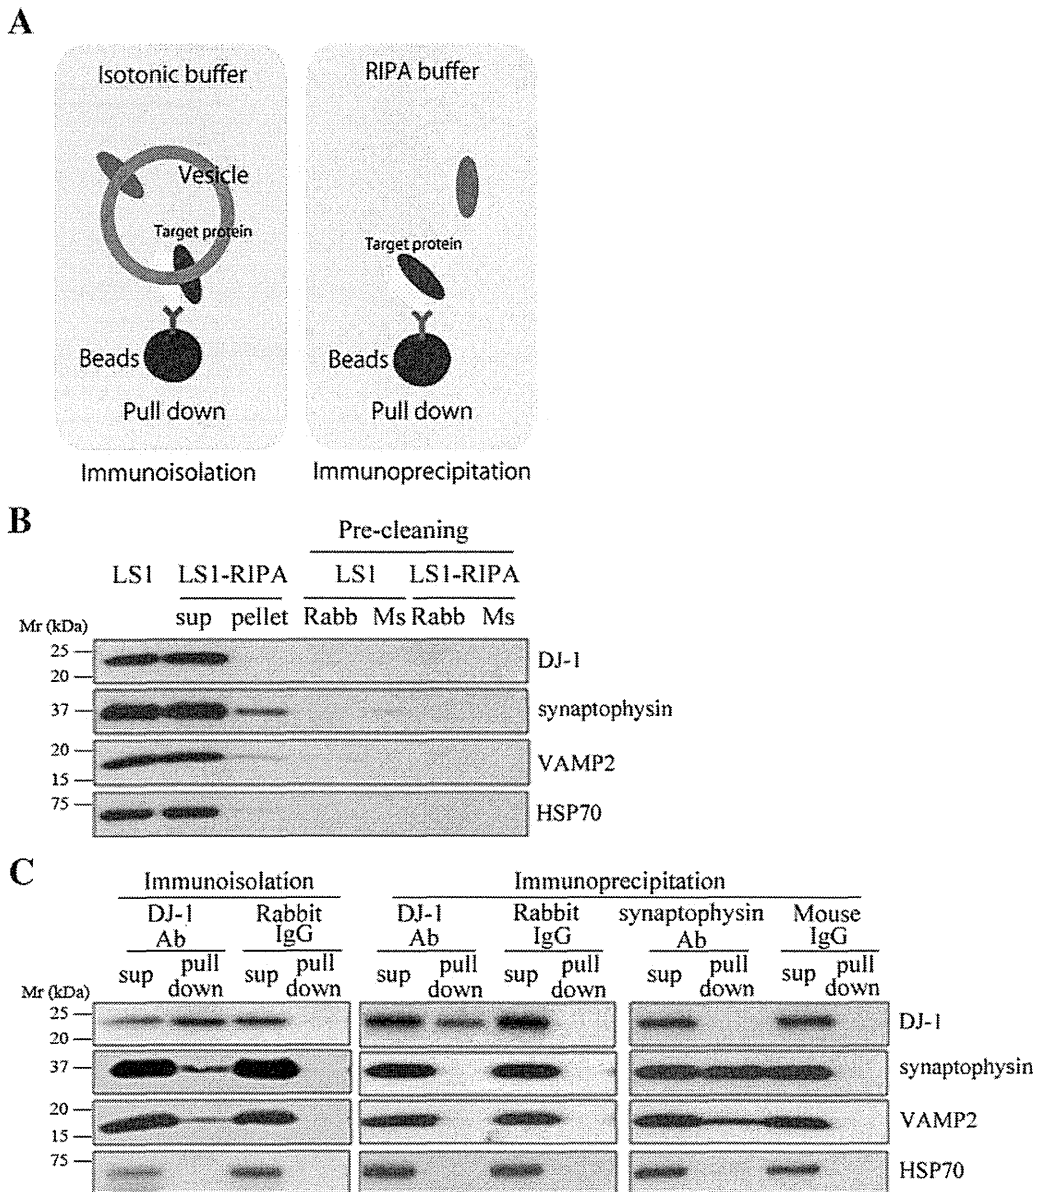 A
Isotonic buffer
RIPA buffer
Vesicle
Target protein
Target protein
Beads
Beads
Pull down
Pull down
Immunoisolation
Immunoprecipitation
B
Pre-cleaning
LS1 LS1-RIPA LS1 LS1-RIPA
sup pellet Rabb Ms Rabb Ms
Mr (kDa)
25
20
DJ-1
37
synaptophysin
20
15
VAMP2
75
HSP70
C
Immunoisolation Immunoprecipitation
DJ-1 Rabbit DJ-1 Rabbit synaptophysin Mouse
Ab IgG Ab IgG Ab IgG
sup pull down sup pull down sup pull down sup pull down sup pull down sup pull down
Mr (kDa)
25
20
DJ-1
37
synaptophysin
20
15
VAMP2
75
HSP70